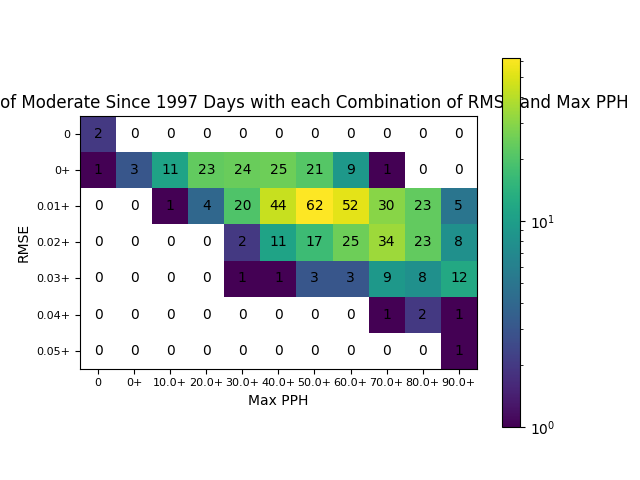 of Moderate Since 1997 Days with each Combination of RMSE and Max PPH
0 2 0 0 0 0 0 0 0 0 0 0
0+ 1 3 11 23 24 25 21 9 1 0 0
0.01+ 0 0 1 4 20 44 62 52 30 23 5
0.02+ 0 0 0 0 2 11 17 25 34 23 8
0.03+ 0 0 0 0 1 1 3 3 9 8 12
0.04+ 0 0 0 0 0 0 0 0 1 2 1
0.05+ 0 0 0 0 0 0 0 0 0 0 1
0 0+ 10.0+ 20.0+ 30.0+ 40.0+ 50.0+ 60.0+ 70.0+ 80.0+ 90.0+
Max PPH
RMSE
10¹
10⁰